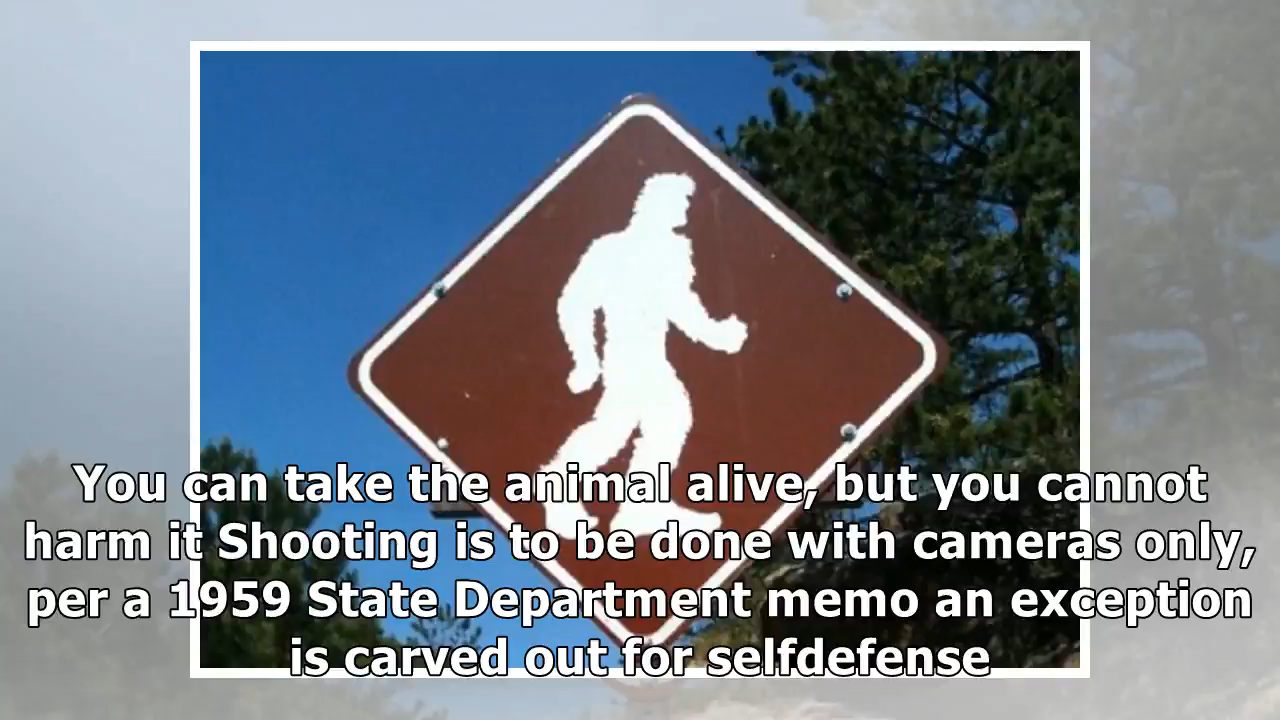 You can take the animal alive, but you cannot
harm it Shooting is to be done with cameras only,
per a 1959 State Department memo an exception
is carved out for selfdefense